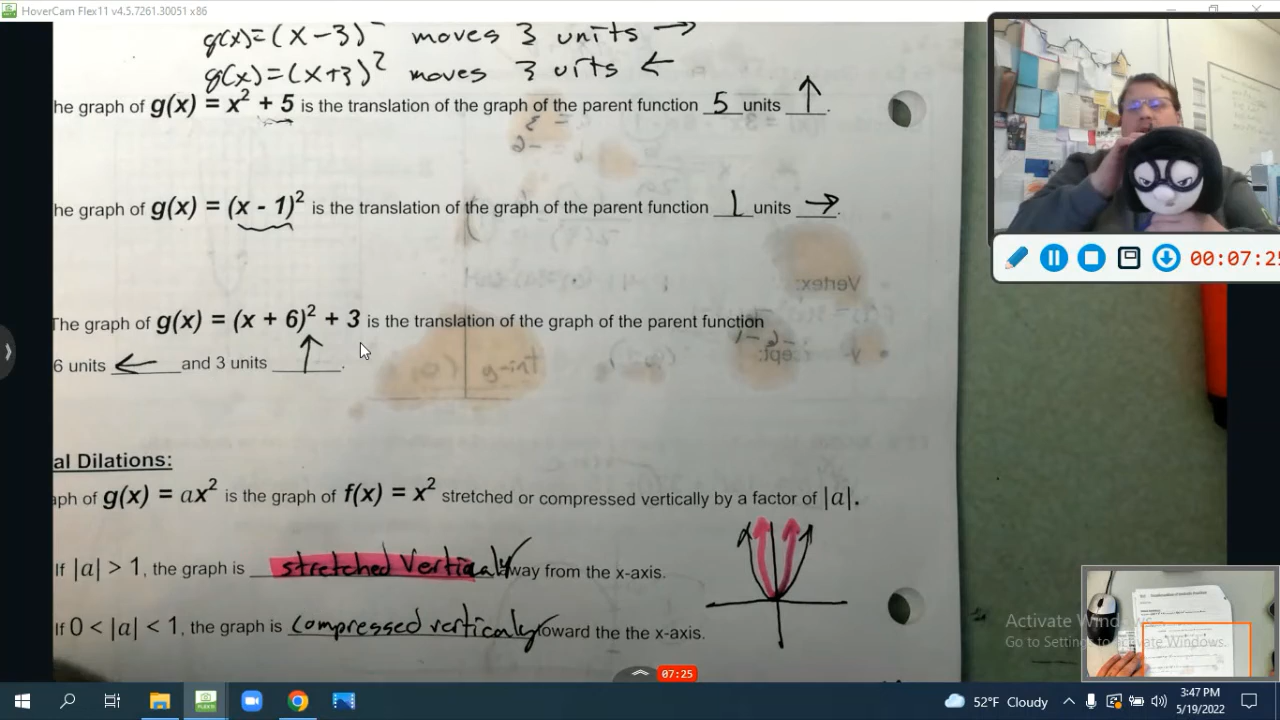 HoverCam Flex11 v4.5.7261.30051 x86
g(x)=(x-3)² moves 3 units →
g(x)=(x+3)² moves 3 urts ←
he graph of g(x) = x² + 5 is the translation of the graph of the parent function 5 units ↑.
he graph of g(x) = (x - 1)² is the translation of the graph of the parent function 1 units →.
00:07:25
The graph of g(x) = (x + 6)² + 3 is the translation of the graph of the parent function
6 units ← and 3 units ↑.
al Dilations:
aph of g(x) = ax² is the graph of f(x) = x² stretched or compressed vertically by a factor of |a|.
If |a| > 1, the graph is stretched Verticaly away from the x-axis.
If 0 < |a| < 1, the graph is compressed verticaly toward the the x-axis.
Activate Windows
Go to Settings to activate Windows.
07:25
52°F Cloudy
3:47 PM
5/19/2022